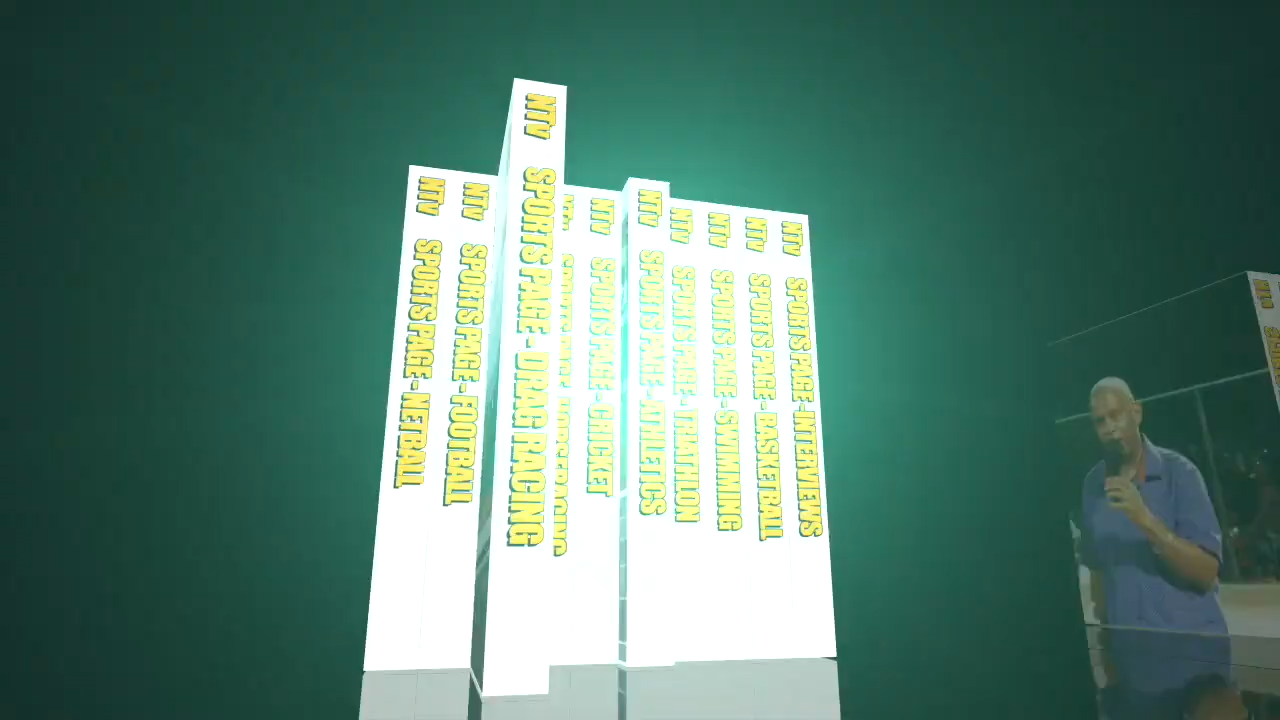 NTv SPORTS PAGE - NETBALL
NTv SPORTS PAGE - FOOTBALL
NTv SPORTS PAGE - DRAG RACING
NTv SPORTS PAGE - CRICKET
NTv SPORTS PAGE - ATHLETICS
NTv SPORTS PAGE - TRIATHLON
NTv SPORTS PAGE - SWIMMING
NTv SPORTS PAGE - BASKETBALL
NTv SPORTS PAGE - INTERVIEWS